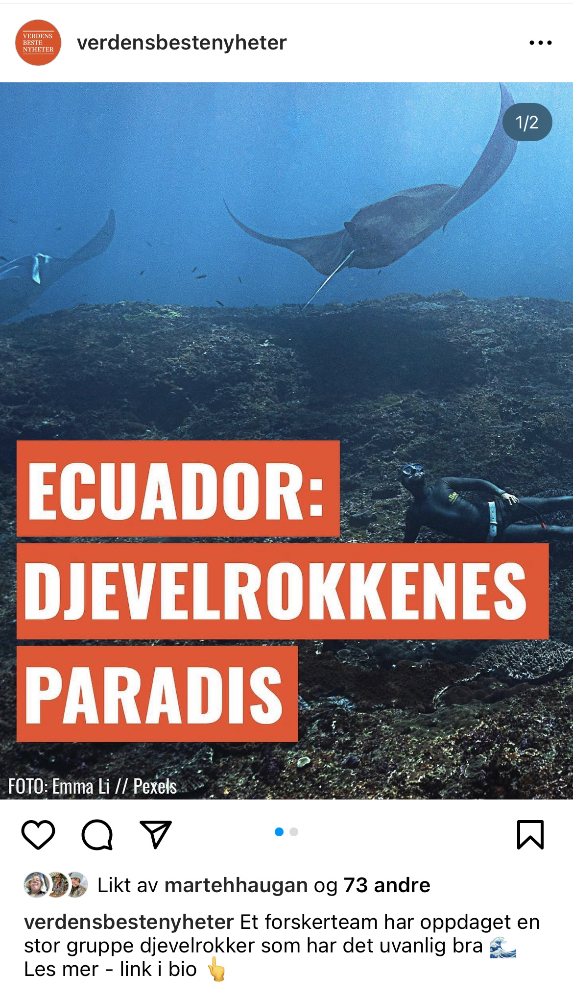 VERDENS
BESTE
NYHETER
verdensbestenyheter
1/2
ECUADOR:
DJEVELROKKENES
PARADIS
FOTO: Emma Li // Pexels
Likt av martehhaugan og 73 andre
verdensbestenyheter Et forskerteam har oppdaget en
stor gruppe djevelrokker som har det uvanlig bra 🌊
Les mer - link i bio 👆